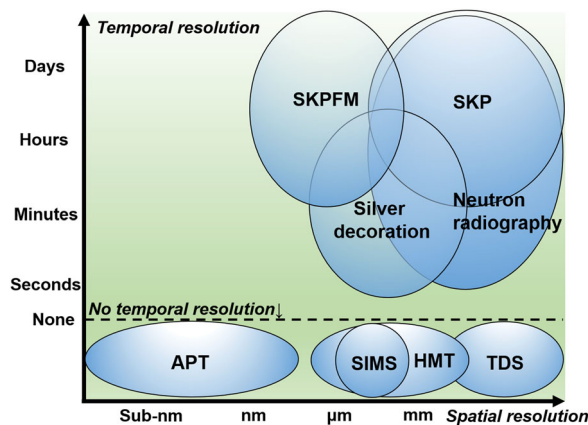 Temporal resolution
Days
SKPFM
SKP
Hours
Minutes
Silver
decoration
Neutron
radiography
Seconds
No temporal resolution↓
None
APT
SIMS
HMT
TDS
Sub-nm
nm
μm
mm
Spatial resolution